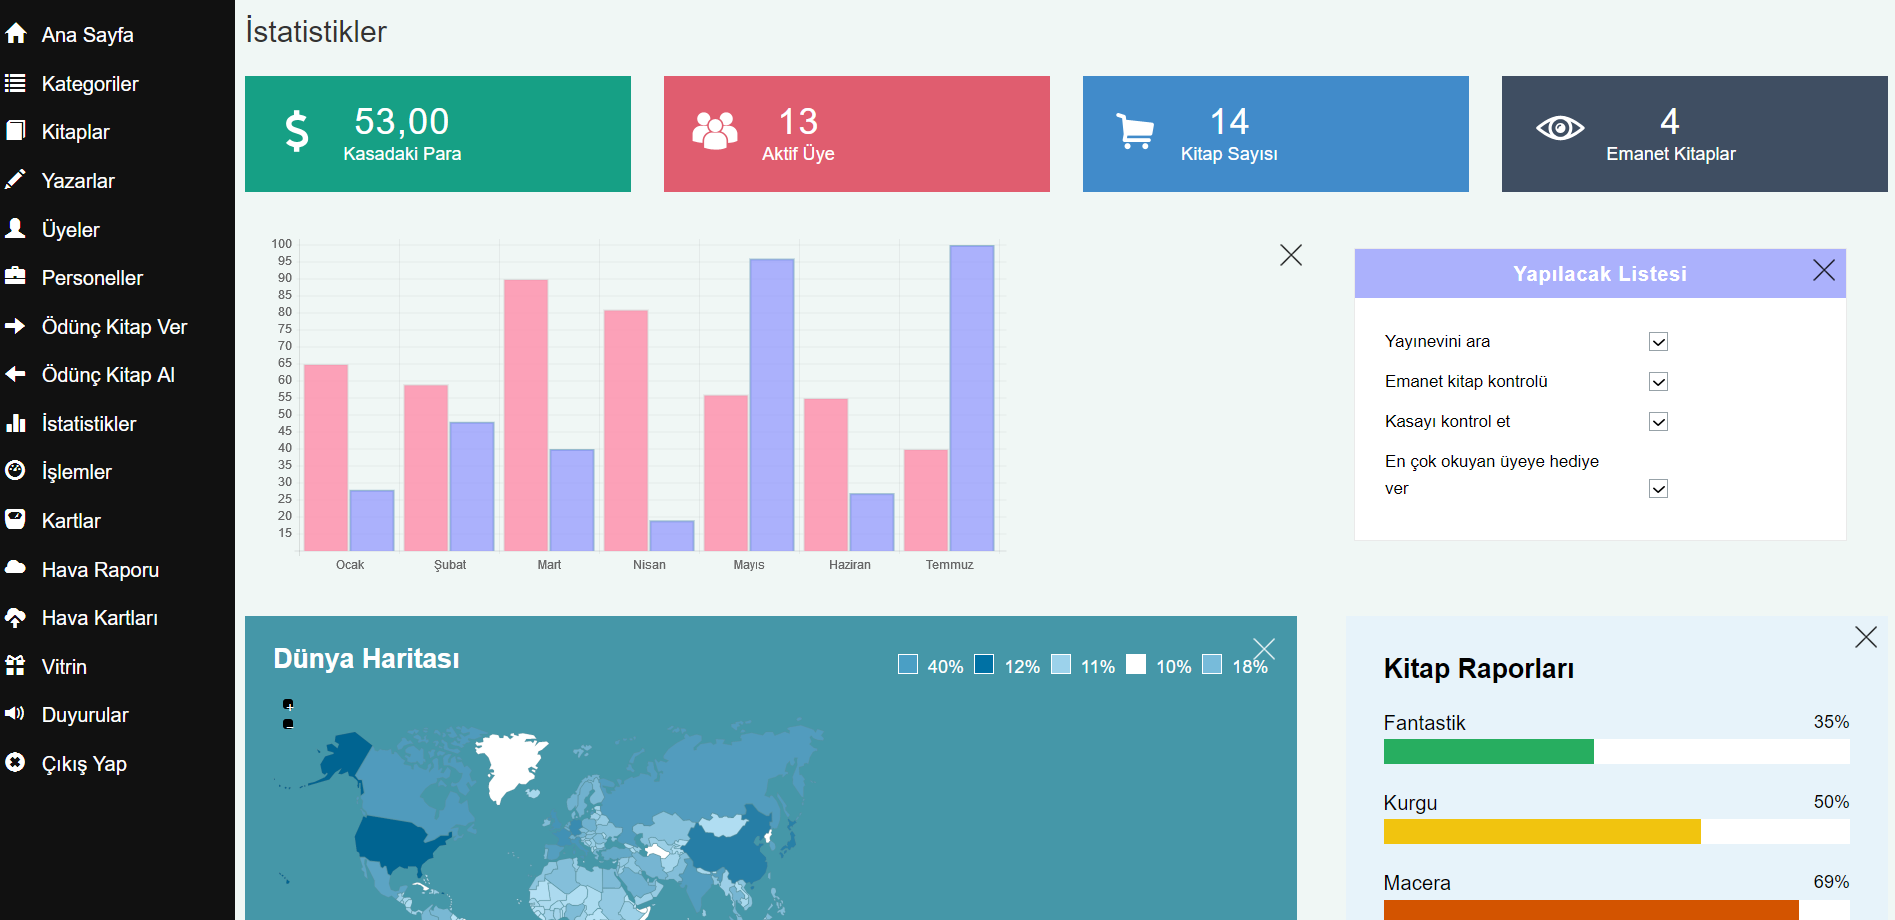 Ana Sayfa
Kategoriler
Kitaplar
Yazarlar
Üyeler
Personeller
Ödünç Kitap Ver
Ödünç Kitap Al
İstatistikler
İşlemler
Kartlar
Hava Raporu
Hava Kartları
Vitrin
Duyurular
Çıkış Yap
İstatistikler
53,00
Kasadaki Para
13
Aktif Üye
14
Kitap Sayısı
4
Emanet Kitaplar
100
95
90
85
80
75
70
65
60
55
50
45
40
35
30
25
20
15
Ocak Şubat Mart Nisan Mayıs Haziran Temmuz
Yapılacak Listesi
Yayınevini ara
Emanet kitap kontrolü
Kasayı kontrol et
En çok okuyan üyeye hediye
ver
Dünya Haritası
40% 12% 11% 10% 18%
+
−
Kitap Raporları
Fantastik 35%
Kurgu 50%
Macera 69%